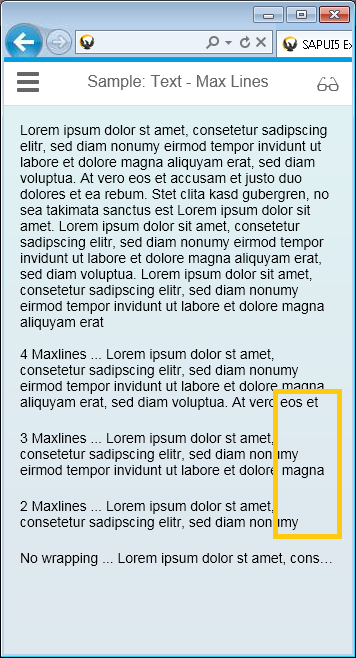 SAPUI5 Ex
Sample: Text - Max Lines
Lorem ipsum dolor st amet, consetetur sadipscing
elitr, sed diam nonumy eirmod tempor invidunt ut
labore et dolore magna aliquyam erat, sed diam
voluptua. At vero eos et accusam et justo duo
dolores et ea rebum. Stet clita kasd gubergren, no
sea takimata sanctus est Lorem ipsum dolor sit
amet. Lorem ipsum dolor sit amet, consetetur
sadipscing elitr, sed diam nonumy eirmod tempor
invidunt ut labore et dolore magna aliquyam erat,
sed diam voluptua. Lorem ipsum dolor sit amet,
consetetur sadipscing elitr, sed diam nonumy
eirmod tempor invidunt ut labore et dolore magna
aliquyam erat
4 Maxlines ... Lorem ipsum dolor st amet,
consetetur sadipscing elitr, sed diam nonumy
eirmod tempor invidunt ut labore et dolore magna
aliquyam erat, sed diam voluptua. At vero eos et
3 Maxlines ... Lorem ipsum dolor st amet,
consetetur sadipscing elitr, sed diam nonumy
eirmod tempor invidunt ut labore et dolore magna
2 Maxlines ... Lorem ipsum dolor st amet,
consetetur sadipscing elitr, sed diam nonumy
No wrapping ... Lorem ipsum dolor st amet, cons…